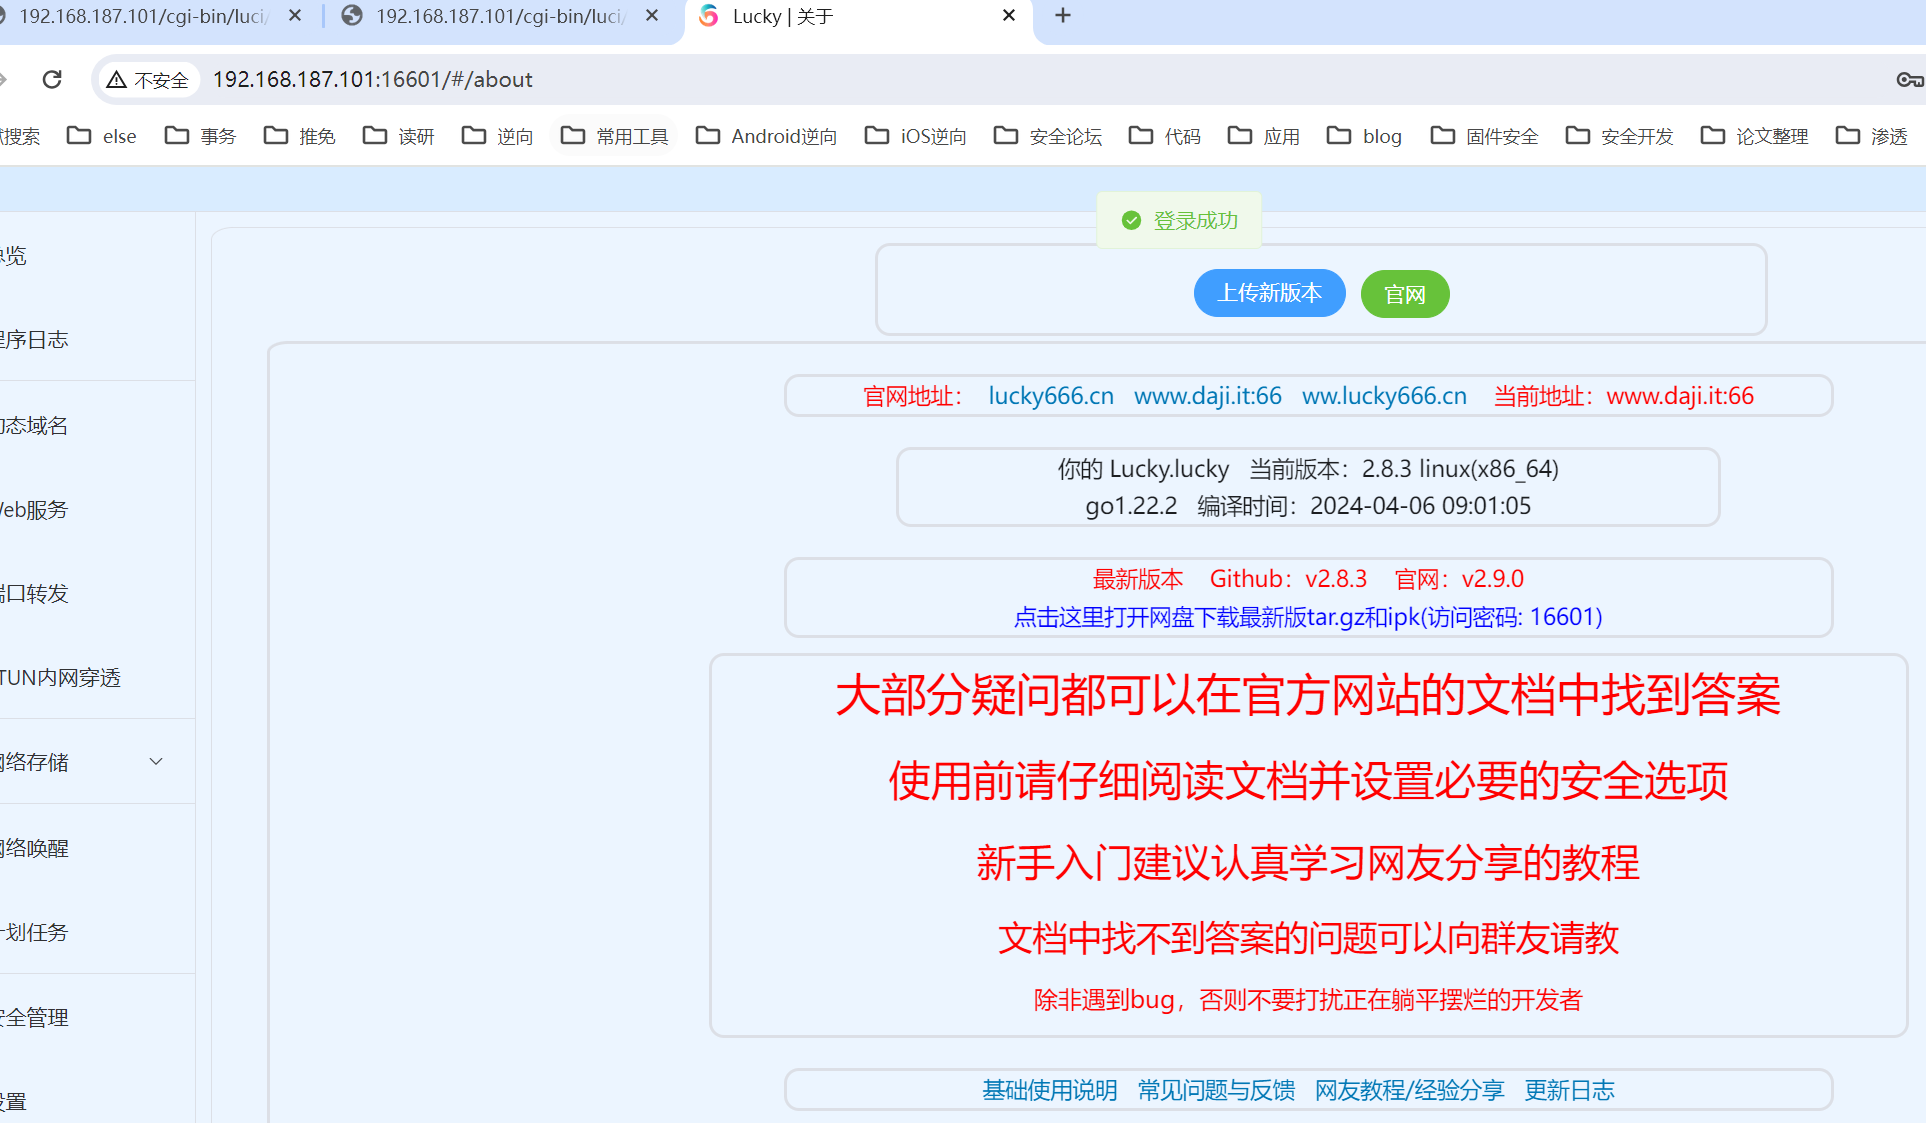 192.168.187.101/cgi-bin/luci/
192.168.187.101/cgi-bin/luci/
Lucky | 关于
不安全
192.168.187.101:16601/#/about
搜索
else
事务
推免
读研
逆向
常用工具
Android逆向
iOS逆向
安全论坛
代码
应用
blog
固件安全
安全开发
论文整理
渗透
登录成功
上传新版本
官网
览
序日志
态域名
eb服务
口转发
TUN内网穿透
络存储
络唤醒
划任务
全管理
置
官网地址: lucky666.cn www.daji.it:66 ww.lucky666.cn 当前地址: www.daji.it:66
你的 Lucky.lucky 当前版本: 2.8.3 linux(x86_64)
go1.22.2 编译时间: 2024-04-06 09:01:05
最新版本 Github: v2.8.3 官网: v2.9.0
点击这里打开网盘下载最新版tar.gz和ipk(访问密码: 16601)
大部分疑问都可以在官方网站的文档中找到答案
使用前请仔细阅读文档并设置必要的安全选项
新手入门建议认真学习网友分享的教程
文档中找不到答案的问题可以向群友请教
除非遇到bug，否则不要打扰正在躺平摆烂的开发者
基础使用说明 常见问题与反馈 网友教程/经验分享 更新日志